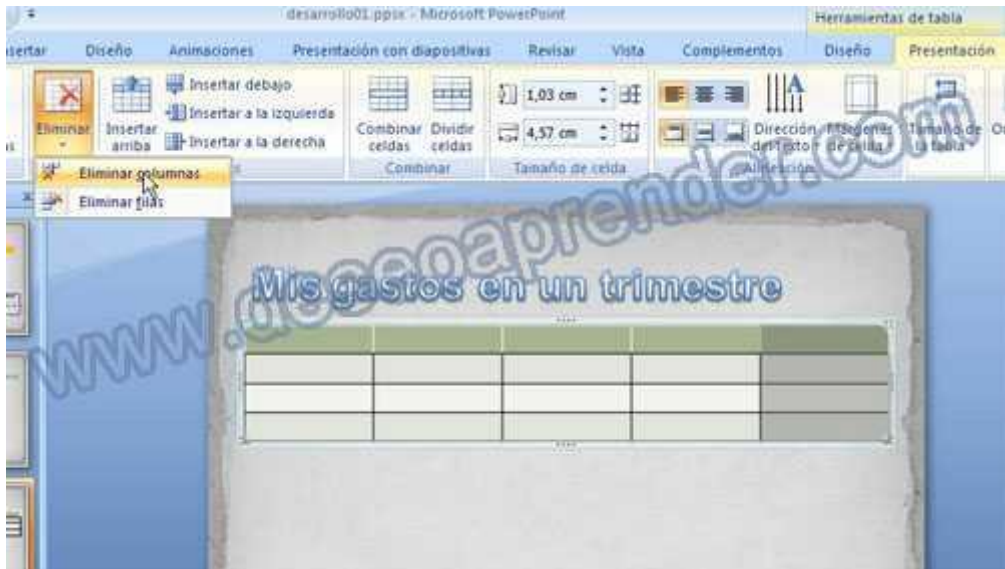 desarrollo01.ppsx - Microsoft PowerPoint
Herramientas de tabla
Insertar Diseño Animaciones Presentación con diapositivas Revisar Vista Complementos Diseño Presentación
Eliminar
Insertar arriba
Insertar debajo
Insertar a la izquierda
Insertar a la derecha
Combinar celdas
Dividir celdas
Combinar
1,03 cm
4,57 cm
Tamaño de celda
Dirección del texto
Márgenes de celda
Alineación
Tamaño de la tabla
Eliminar columnas
Eliminar filas
www.deseoaprender.com
Mis gastos en un trimestre